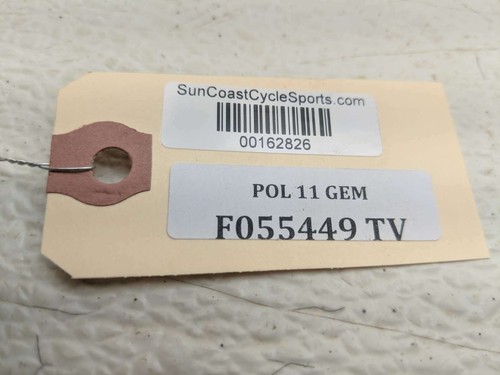 SunCoastCycleSports.com
00162826
POL 11 GEM
F055449 TV